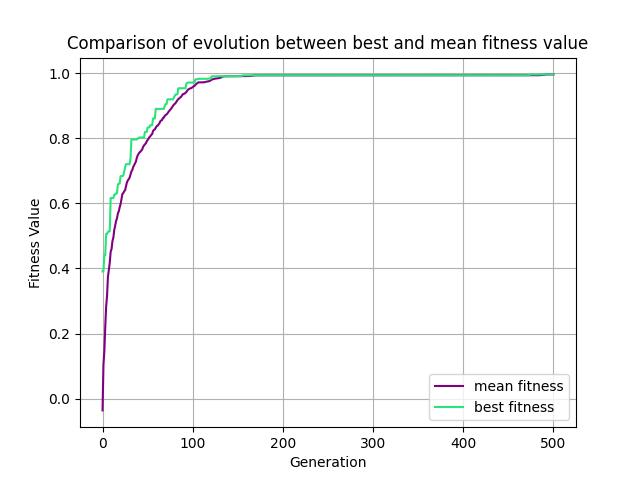 Comparison of evolution between best and mean fitness value
1.0
0.8
0.6
0.4
0.2
0.0
Fitness Value
mean fitness
best fitness
0 100 200 300 400 500
Generation